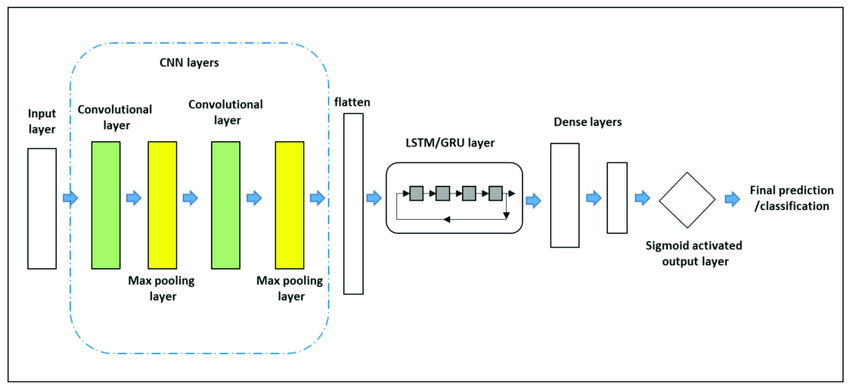 CNN layers
Input
layer
Convolutional
layer
Max pooling
layer
Convolutional
layer
Max pooling
layer
flatten
LSTM/GRU layer
Dense layers
Sigmoid activated
output layer
Final prediction
/classification